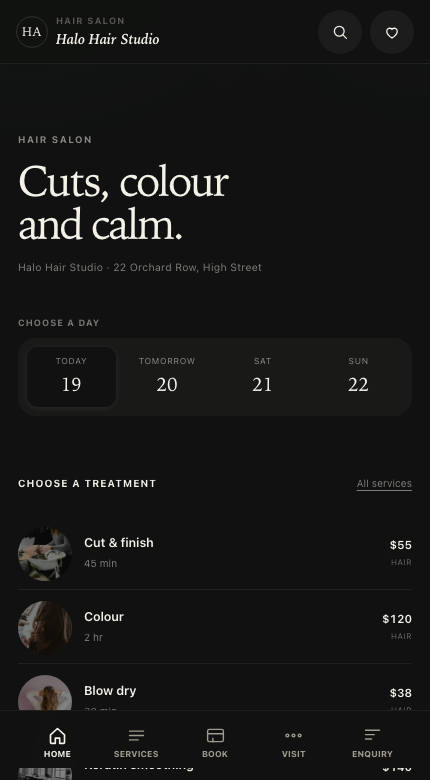 HA
HAIR SALON
Halo Hair Studio
HAIR SALON
Cuts, colour
and calm.
Halo Hair Studio · 22 Orchard Row, High Street
CHOOSE A DAY
TODAY TOMORROW SAT SUN
19 20 21 22
CHOOSE A TREATMENT All services
Cut & finish $55
45 min HAIR
Colour $120
2 hr HAIR
Blow dry $38
HOME SERVICES BOOK VISIT ENQUIRY